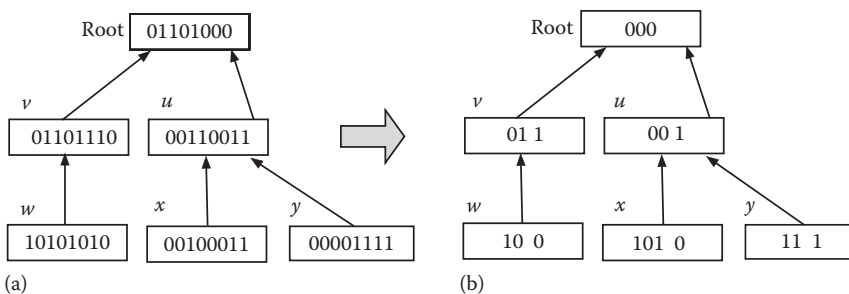 Root 01101000
v
01101110
u
00110011
w
10101010
x
00100011
y
00001111
(a)
Root 000
v
01 1
u
00 1
w
10 0
x
101 0
y
11 1
(b)